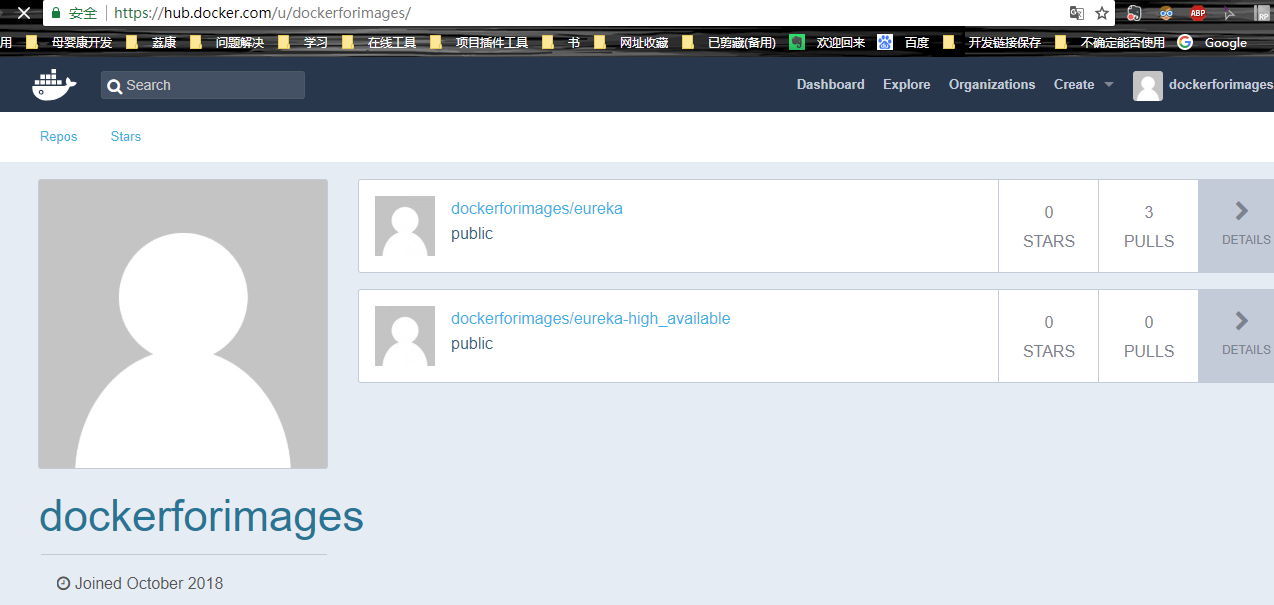 安全 https://hub.docker.com/u/dockerforimages/ ABP RP
用 母婴康开发 荔康 问题解决 学习 在线工具 项目插件工具 书 网址收藏 已剪藏(备用) 欢迎回来 百度 开发链接保存 不确定能否使用 Google
Search Dashboard Explore Organizations Create dockerforimages
Repos Stars
dockerforimages/eureka
public
0
STARS
3
PULLS
DETAILS
dockerforimages/eureka-high_available
public
0
STARS
0
PULLS
DETAILS
dockerforimages
Joined October 2018